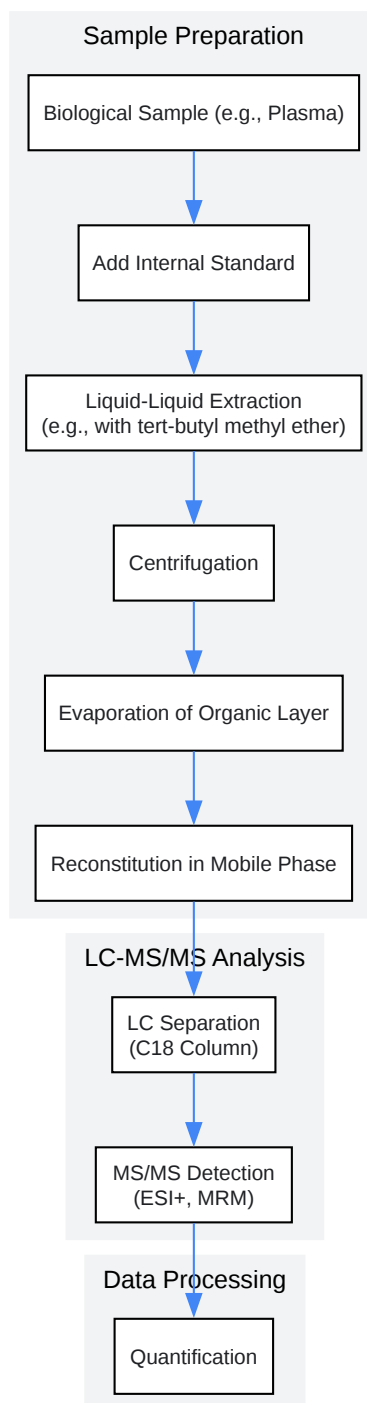 Sample Preparation
Biological Sample (e.g., Plasma)
Add Internal Standard
Liquid-Liquid Extraction
(e.g., with tert-butyl methyl ether)
Centrifugation
Evaporation of Organic Layer
Reconstitution in Mobile Phase
LC-MS/MS Analysis
LC Separation
(C18 Column)
MS/MS Detection
(ESI+, MRM)
Data Processing
Quantification